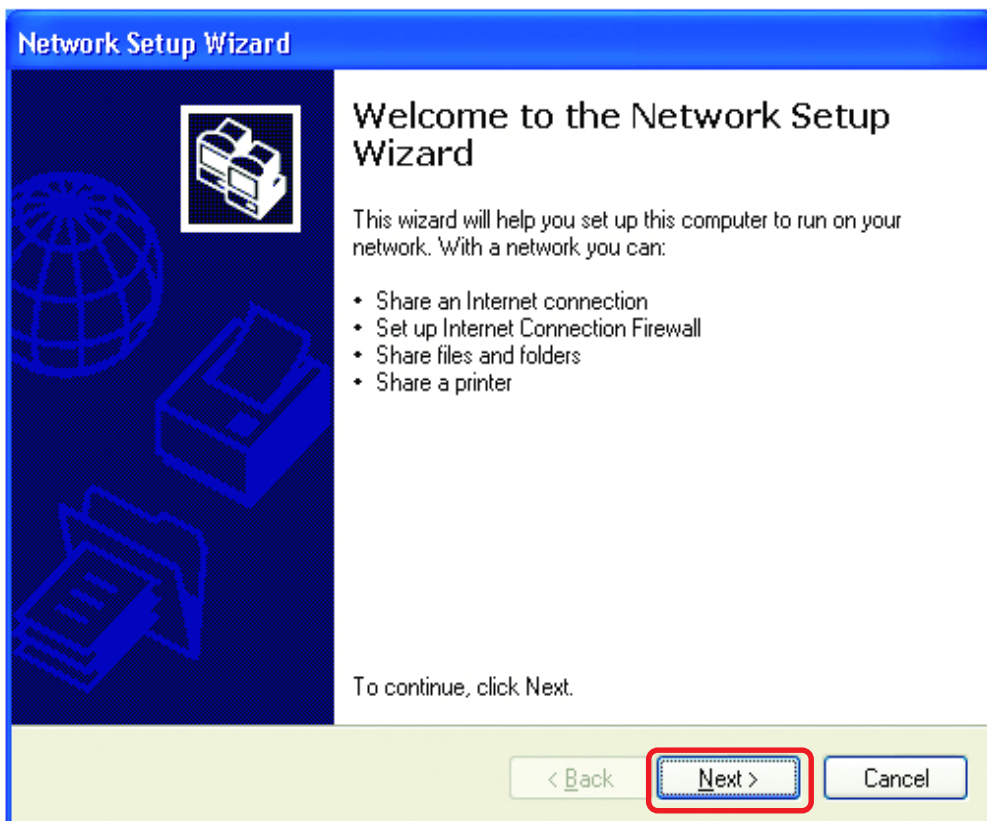 Network Setup Wizard
Welcome to the Network Setup
Wizard
This wizard will help you set up this computer to run on your
network. With a network you can:
• Share an Internet connection
• Set up Internet Connection Firewall
• Share files and folders
• Share a printer
To continue, click Next.
< Back Next > Cancel